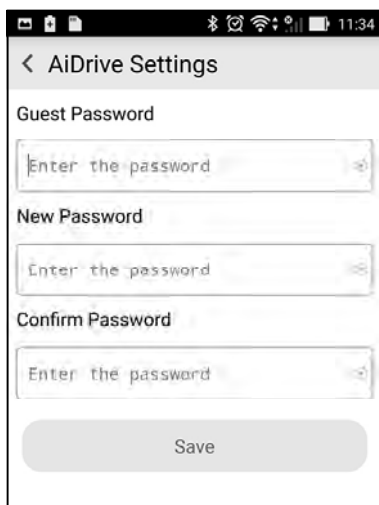 11:34
AiDrive Settings
Guest Password
Enter the password
New Password
Enter the password
Confirm Password
Enter the password
Save